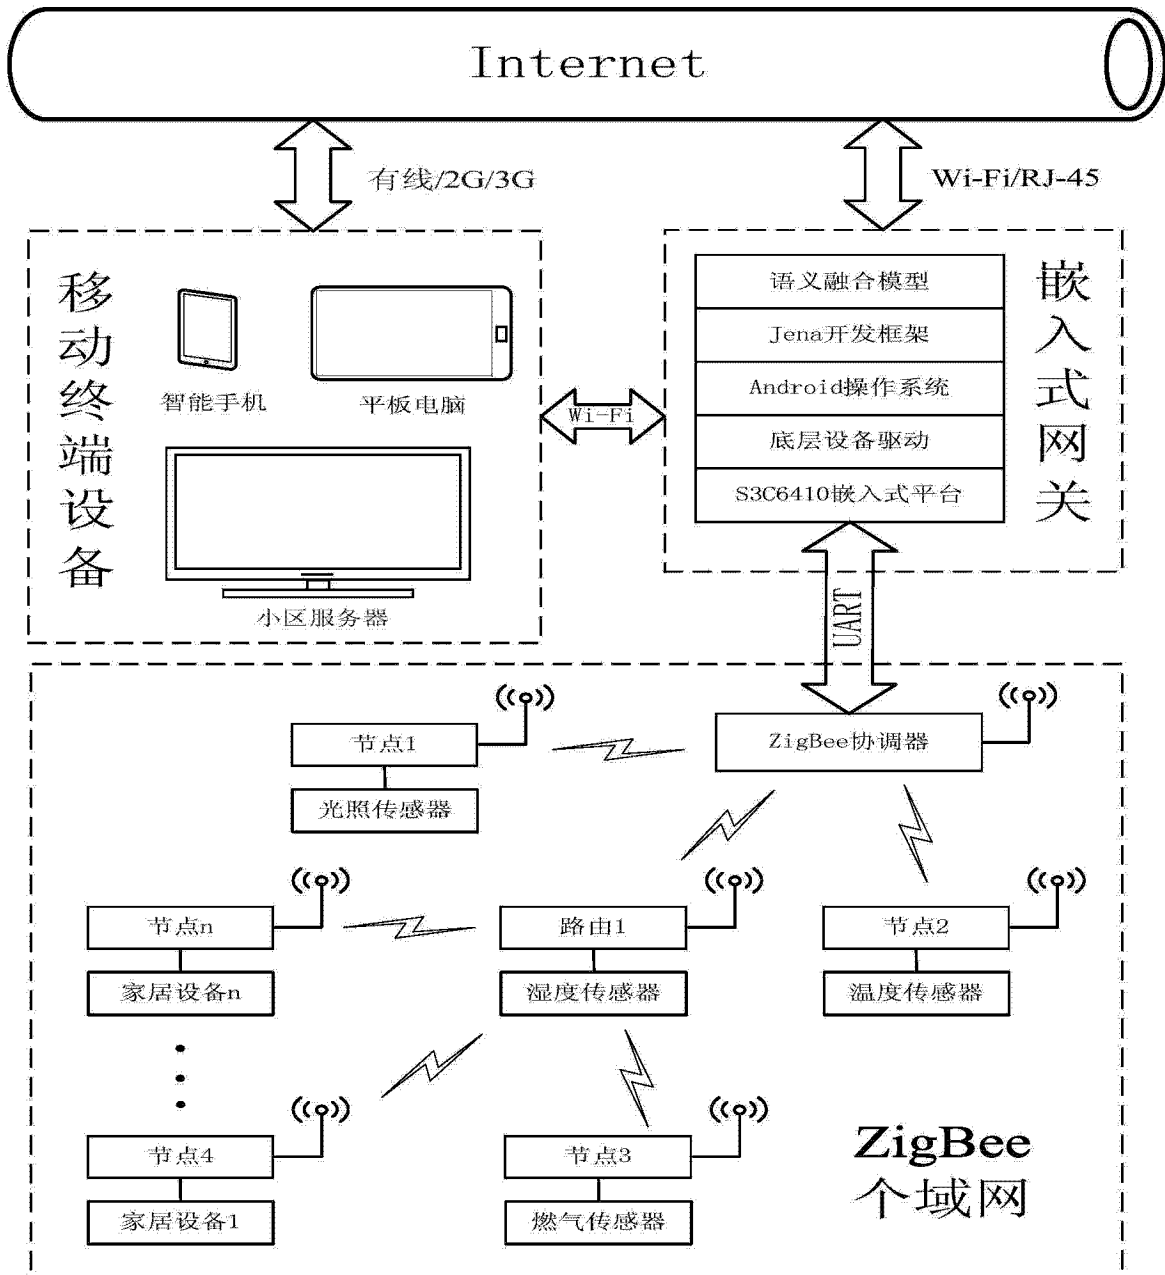 Internet
有线/2G/3G
Wi-Fi/RJ-45
移动终端设备
智能手机
平板电脑
小区服务器
Wi-Fi
语义融合模型
Jena开发框架
Android操作系统
底层设备驱动
S3C6410嵌入式平台
嵌入式网关
UART
节点1
光照传感器
ZigBee协调器
节点n
家居设备n
路由1
湿度传感器
节点2
温度传感器
节点4
家居设备1
节点3
燃气传感器
ZigBee
个域网